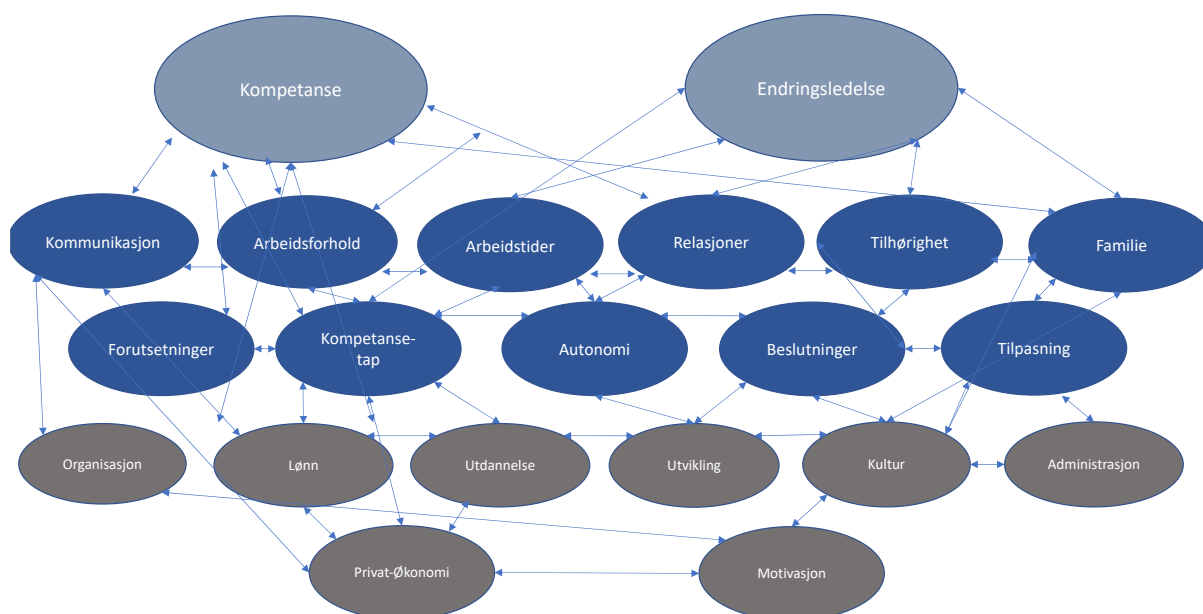 Kompetanse
Endringsledelse
Kommunikasjon
Arbeidsforhold
Arbeidstider
Relasjoner
Tilhørighet
Familie
Forutsetninger
Kompetanse-
tap
Autonomi
Beslutninger
Tilpasning
Organisasjon
Lønn
Utdannelse
Utvikling
Kultur
Administrasjon
Privat-Økonomi
Motivasjon